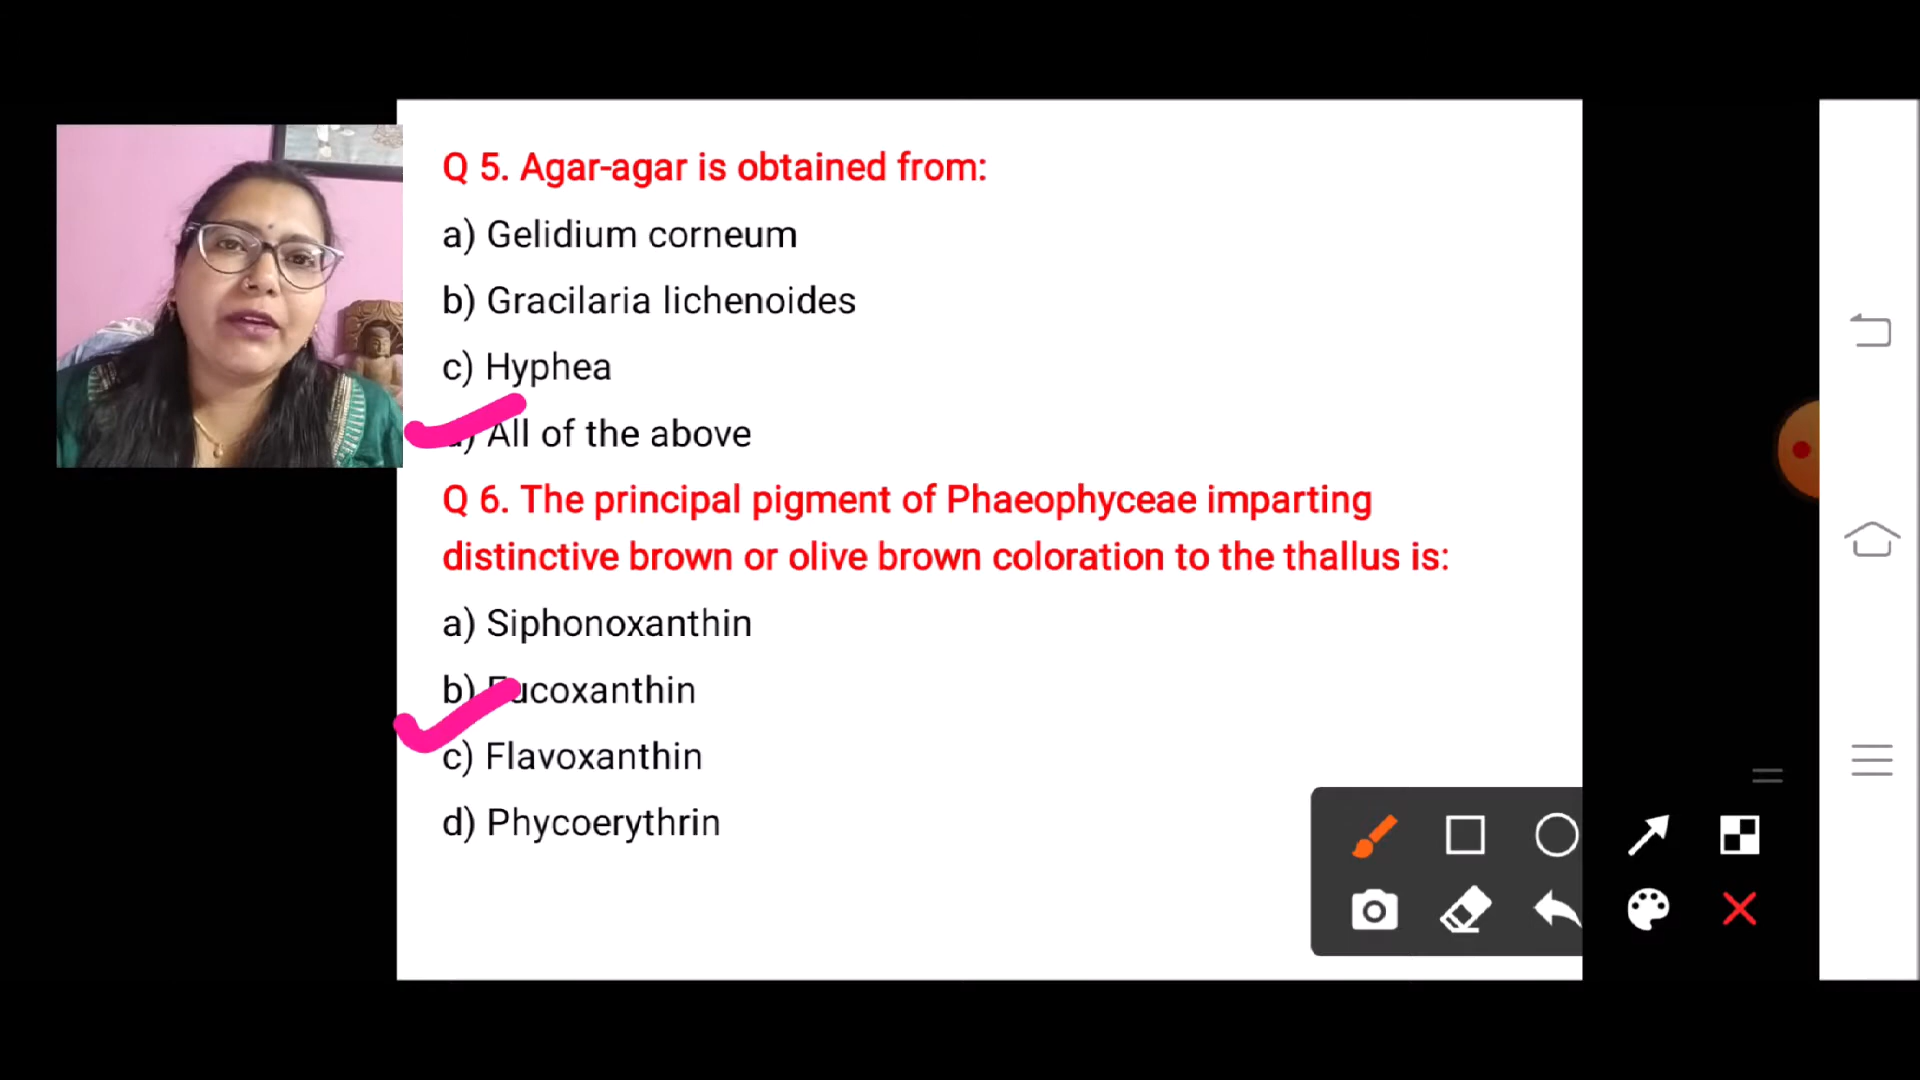 Q 5. Agar-agar is obtained from:
a) Gelidium corneum
b) Gracilaria lichenoides
c) Hyphea
d) All of the above
Q 6. The principal pigment of Phaeophyceae imparting
distinctive brown or olive brown coloration to the thallus is:
a) Siphonoxanthin
b) Fucoxanthin
c) Flavoxanthin
d) Phycoerythrin